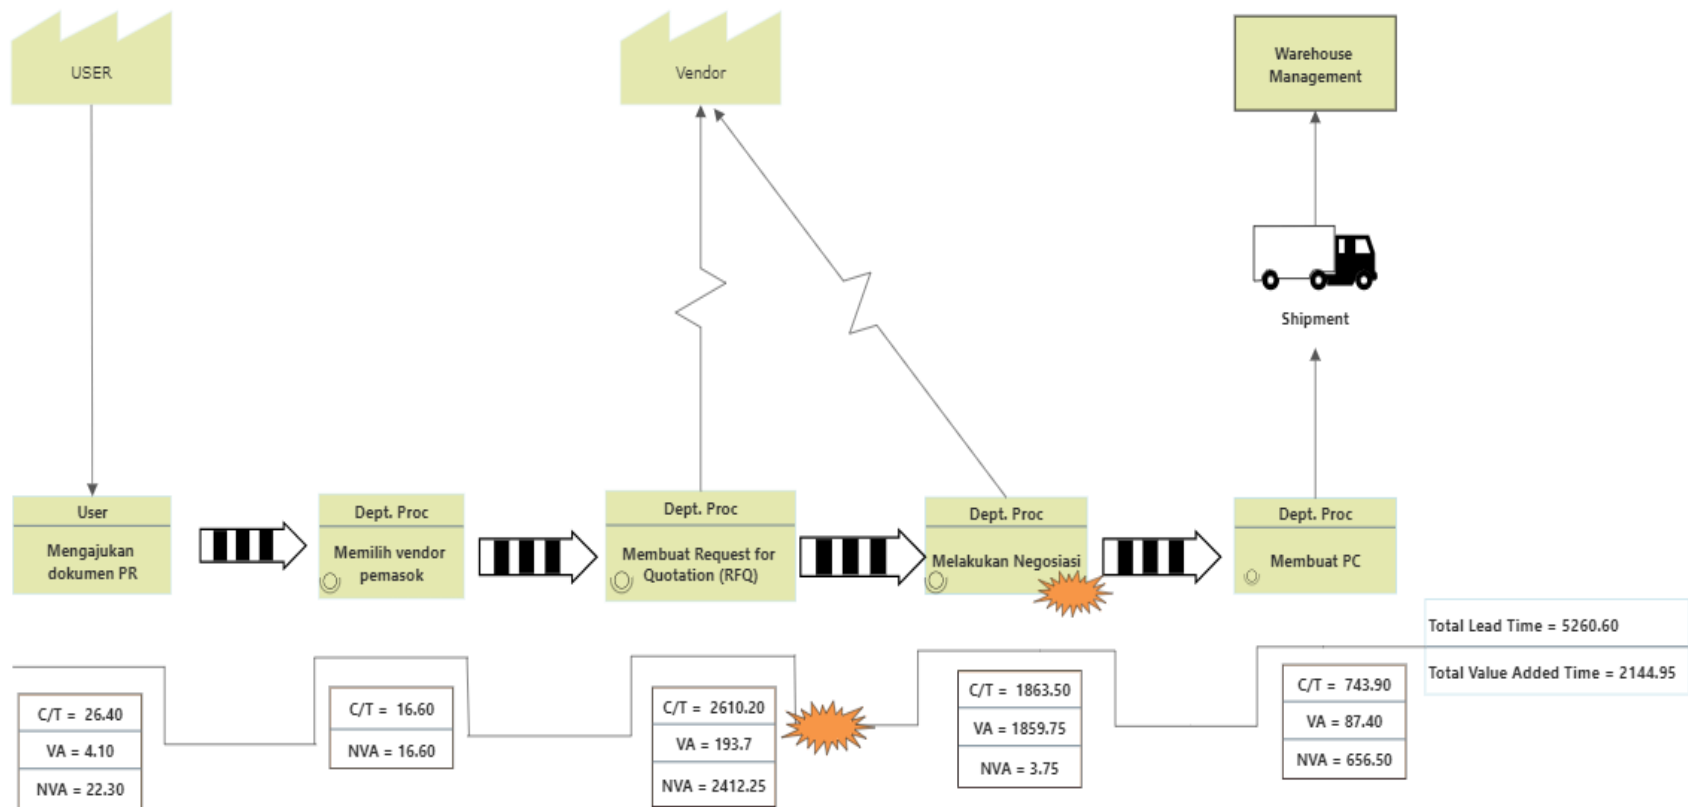 USER
Vendor
Warehouse
Management
Shipment
User
Mengajukan
dokumen PR
Dept. Proc
Memilih vendor
pemasok
Dept. Proc
Membuat Request for
Quotation (RFQ)
Dept. Proc
Melakukan Negosiasi
Dept. Proc
Membuat PC
Total Lead Time = 5260.60
Total Value Added Time = 2144.95
C/T = 26.40
VA = 4.10
NVA = 22.30
C/T = 16.60
NVA = 16.60
C/T = 2610.20
VA = 193.7
NVA = 2412.25
C/T = 1863.50
VA = 1859.75
NVA = 3.75
C/T = 743.90
VA = 87.40
NVA = 656.50